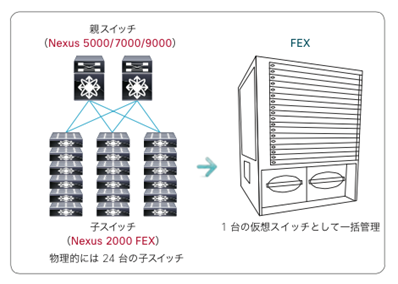 親スイッチ
（Nexus 5000/7000/9000）
FEX
子スイッチ
（Nexus 2000 FEX）
物理的には 24 台の子スイッチ
1 台の仮想スイッチとして一括管理